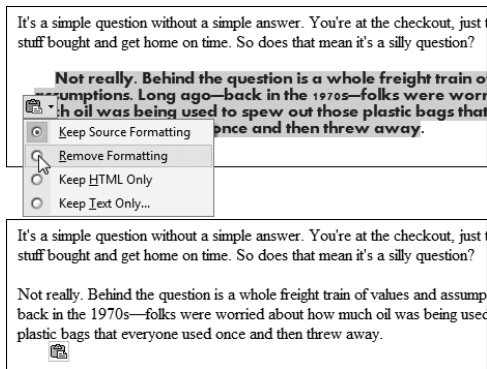 It's a simple question without a simple answer. You're at the checkout, just
stuff bought and get home on time. So does that mean it's a silly question?
Not really. Behind the question is a whole freight train
Long ago—back in the 1970s—folks were
oil was being used to spew out those plastic bags that
once and then threw away.
Keep Source Formatting
Remove Formatting
Keep HTML Only
Keep Text Only...
It's a simple question without a simple answer. You're at the checkout, just
stuff bought and get home on time. So does that mean it's a silly question?
Not really. Behind the question is a whole freight train of values and
back in the 1970s—folks were worried about how much oil was being used
plastic bags that everyone used once and then threw away.